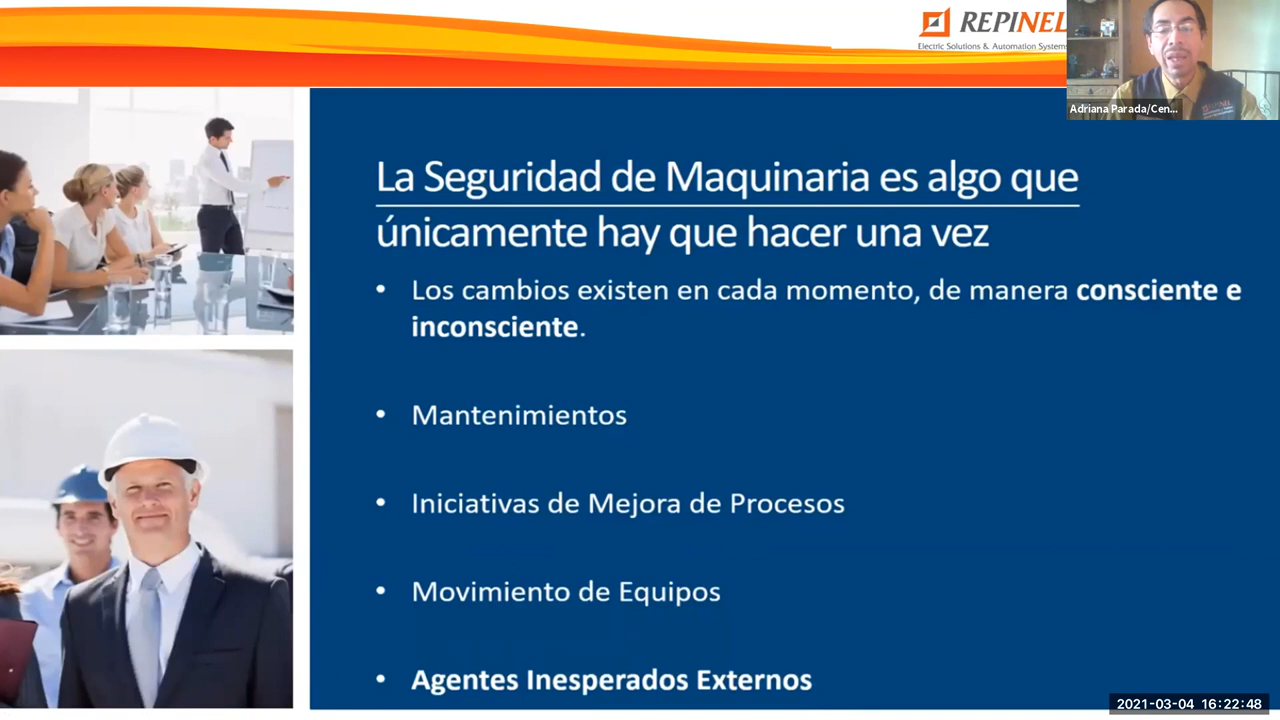 REPINEL
Electric Solutions & Automation Systems
Adriana Parada/Cen...
La Seguridad de Maquinaria es algo que
únicamente hay que hacer una vez
• Los cambios existen en cada momento, de manera consciente e
inconsciente.
• Mantenimientos
• Iniciativas de Mejora de Procesos
• Movimiento de Equipos
• Agentes Inesperados Externos
2021-03-04 16:22:48